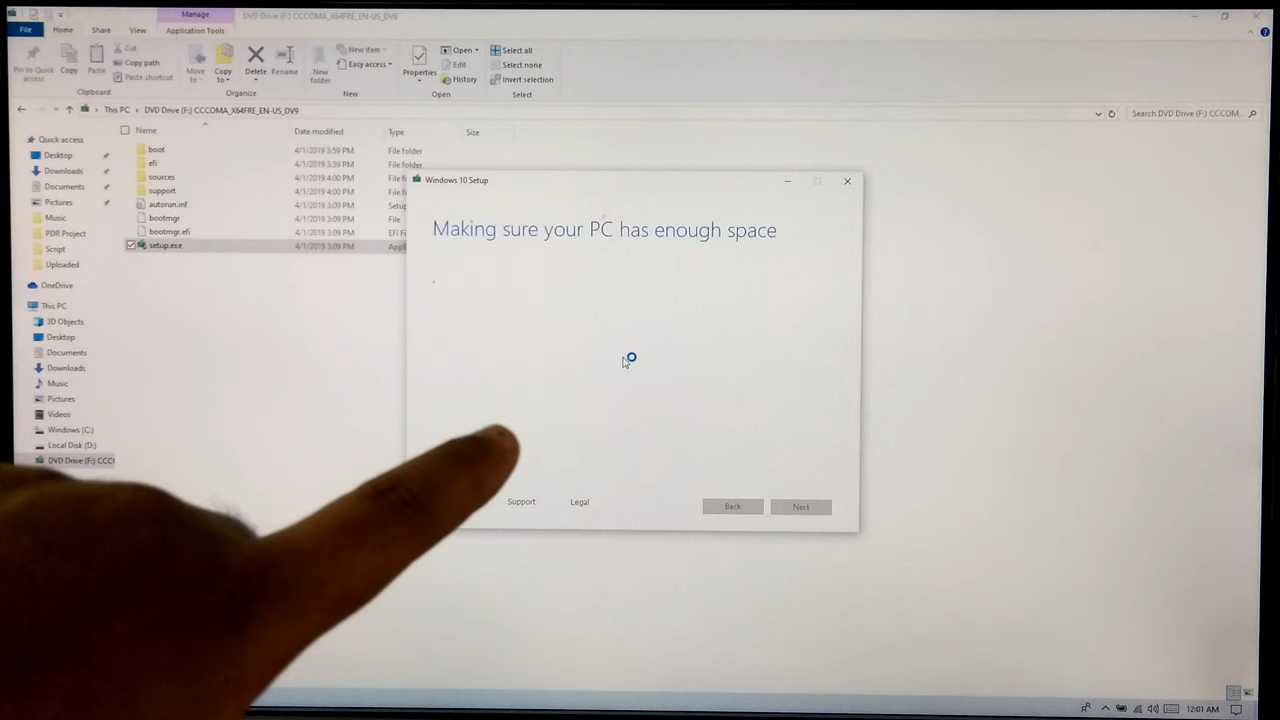 Manage DVD Drive (F:) CCCOMA_X64FRE_EN-US_DV9
File Home Share View Application Tools
Pin to Quick access
Copy
Paste
Cut
Copy path
Paste shortcut
Clipboard
Move to
Copy to
Delete
Rename
Organize
New folder
New item
Easy access
New
Properties
Open
Edit
History
Open
Select all
Select none
Invert selection
Select
This PC › DVD Drive (F:) CCCOMA_X64FRE_EN-US_DV9
Search DVD Drive (F:) CCCOM...
Name Date modified Type Size
boot 4/1/2019 3:59 PM File folder
efi 4/1/2019 3:59 PM File folder
sources 4/1/2019 4:00 PM File f
support 4/1/2019 4:00 PM File f
autorun.inf 4/1/2019 3:09 PM Setup
bootmgr 4/1/2019 3:09 PM File
bootmgr.efi 4/1/2019 3:09 PM EFI Fi
setup.exe 4/1/2019 3:09 PM Appli
Quick access
Desktop
Downloads
Documents
Pictures
Music
PDR Project
Script
Uploaded
OneDrive
This PC
3D Objects
Desktop
Documents
Downloads
Music
Pictures
Videos
Windows (C:)
Local Disk (D:)
DVD Drive (F:) CCC
Windows 10 Setup
Making sure your PC has enough space
Support Legal Back Next
12:01 AM